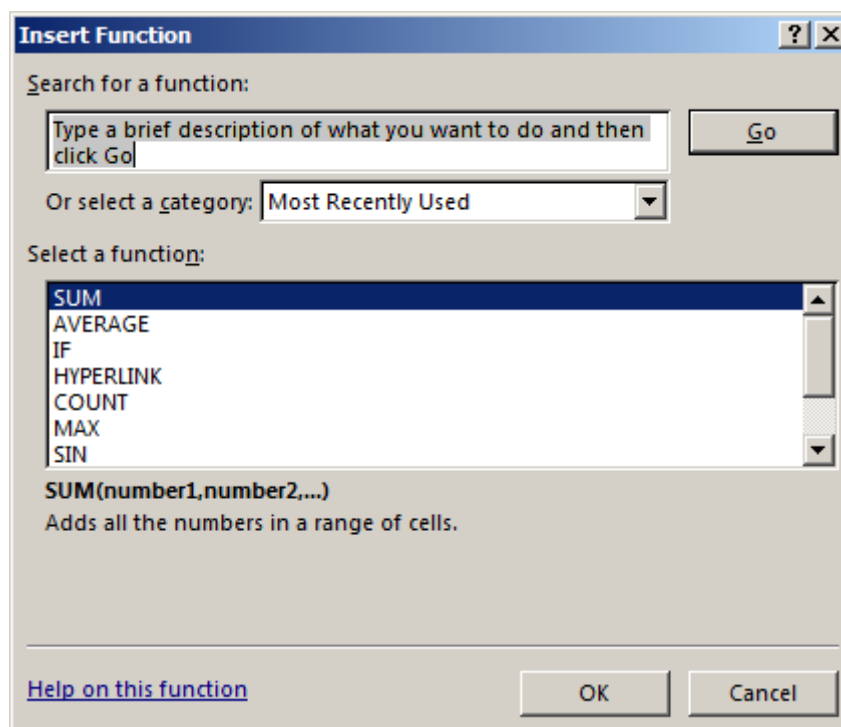 Insert Function
Search for a function:
Type a brief description of what you want to do and then
click Go
Go
Or select a category: Most Recently Used
Select a function:
SUM
AVERAGE
IF
HYPERLINK
COUNT
MAX
SIN
SUM(number1,number2,...)
Adds all the numbers in a range of cells.
Help on this function
OK
Cancel